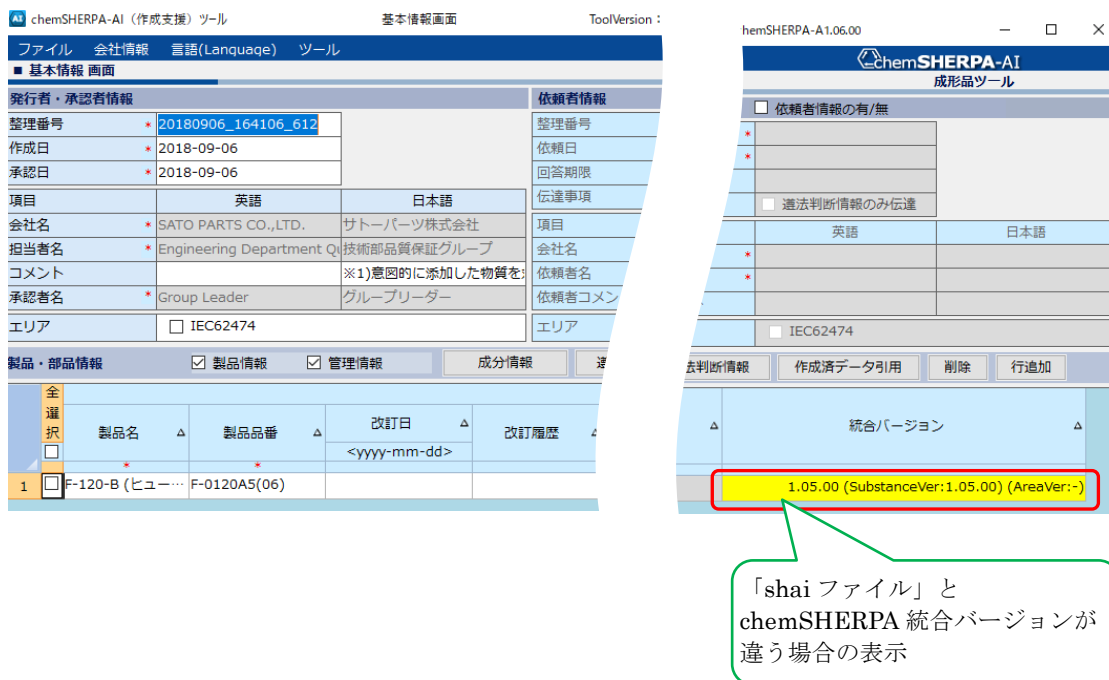 AI chemSHERPA-AI（作成支援）ツール 基本情報画面 ToolVersion：
hemSHERPA-A1.06.00
ファイル 会社情報 言語(Language) ツール
chemSHERPA-AI
■ 基本情報 画面
成形品ツール
発行者・承認者情報 依頼者情報
依頼者情報の有/無
整理番号 * 20180906_164106_612 整理番号 *
作成日 * 2018-09-06 依頼日 *
承認日 * 2018-09-06 回答期限
伝達事項 遵法判断情報のみ伝達
項目 英語 日本語 項目 英語 日本語
会社名 * SATO PARTS CO.,LTD. サトーパーツ株式会社 会社名 *
担当者名 * Engineering Department Qu 技術部品質保証グループ 依頼者名 *
コメント ※1)意図的に添加した物質を 依頼者コメン
承認者名 * Group Leader グループリーダー
エリア IEC62474 エリア IEC62474
製品・部品情報 製品情報 管理情報 成分情報 法判断情報 作成済データ引用 削除 行追加
全選択 製品名 △ 製品品番 △ 改訂日 △ 改訂履歴 △ △ 統合バージョン △
<yyyy-mm-dd>
* *
1 F-120-B (ヒュー… F-0120A5(06) 1.05.00 (SubstanceVer:1.05.00) (AreaVer:-)
「shai ファイル」と
chemSHERPA 統合バージョンが
違う場合の表示